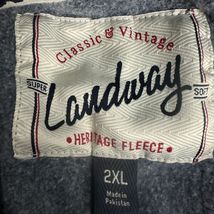 Classic & Vintage
SUPER
Landway
SOFT
• HERITAGE FLEECE •
2XL
Made in
Pakistan